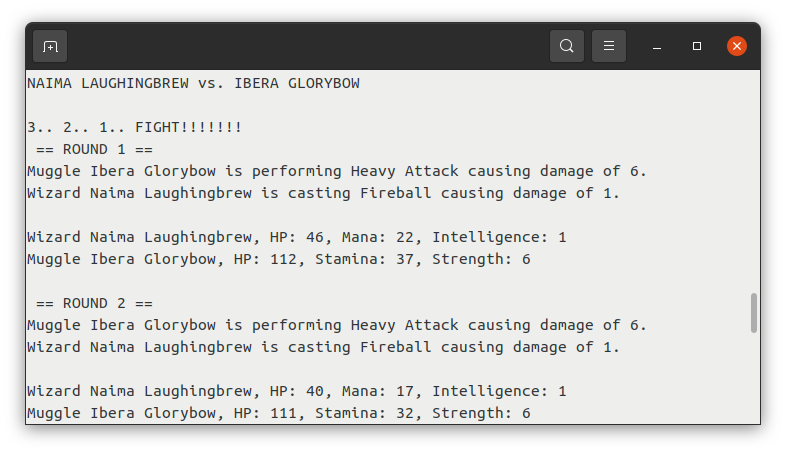 NAIMA LAUGHINGBREW vs. IBERA GLORYBOW
3.. 2.. 1.. FIGHT!!!!!!!
== ROUND 1 ==
Muggle Ibera Glorybow is performing Heavy Attack causing damage of 6.
Wizard Naima Laughingbrew is casting Fireball causing damage of 1.
Wizard Naima Laughingbrew, HP: 46, Mana: 22, Intelligence: 1
Muggle Ibera Glorybow, HP: 112, Stamina: 37, Strength: 6
== ROUND 2 ==
Muggle Ibera Glorybow is performing Heavy Attack causing damage of 6.
Wizard Naima Laughingbrew is casting Fireball causing damage of 1.
Wizard Naima Laughingbrew, HP: 40, Mana: 17, Intelligence: 1
Muggle Ibera Glorybow, HP: 111, Stamina: 32, Strength: 6